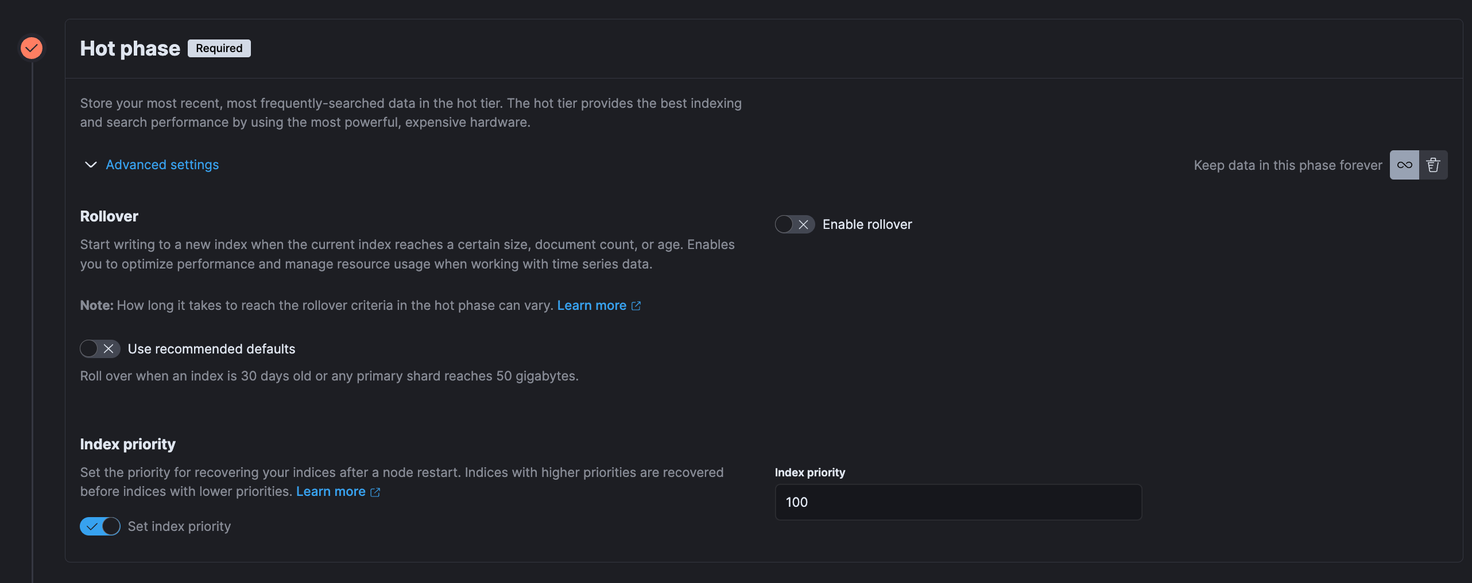 Hot phase Required
Store your most recent, most frequently-searched data in the hot tier. The hot tier provides the best indexing
and search performance by using the most powerful, expensive hardware.
Advanced settings
Keep data in this phase forever
Rollover
Start writing to a new index when the current index reaches a certain size, document count, or age. Enables
you to optimize performance and manage resource usage when working with time series data.
Note: How long it takes to reach the rollover criteria in the hot phase can vary. Learn more
Use recommended defaults
Roll over when an index is 30 days old or any primary shard reaches 50 gigabytes.
Enable rollover
Index priority
Set the priority for recovering your indices after a node restart. Indices with higher priorities are recovered
before indices with lower priorities. Learn more
Set index priority
Index priority
100